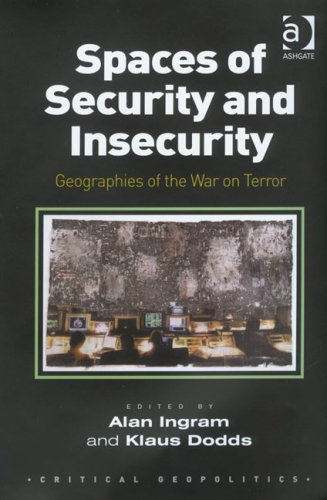 a
ASHGATE
Spaces of
Security and
Insecurity
Geographies of the War on Terror
EDITED BY
Alan Ingram
and Klaus Dodds
• CRITICAL GEOPOLITICS •